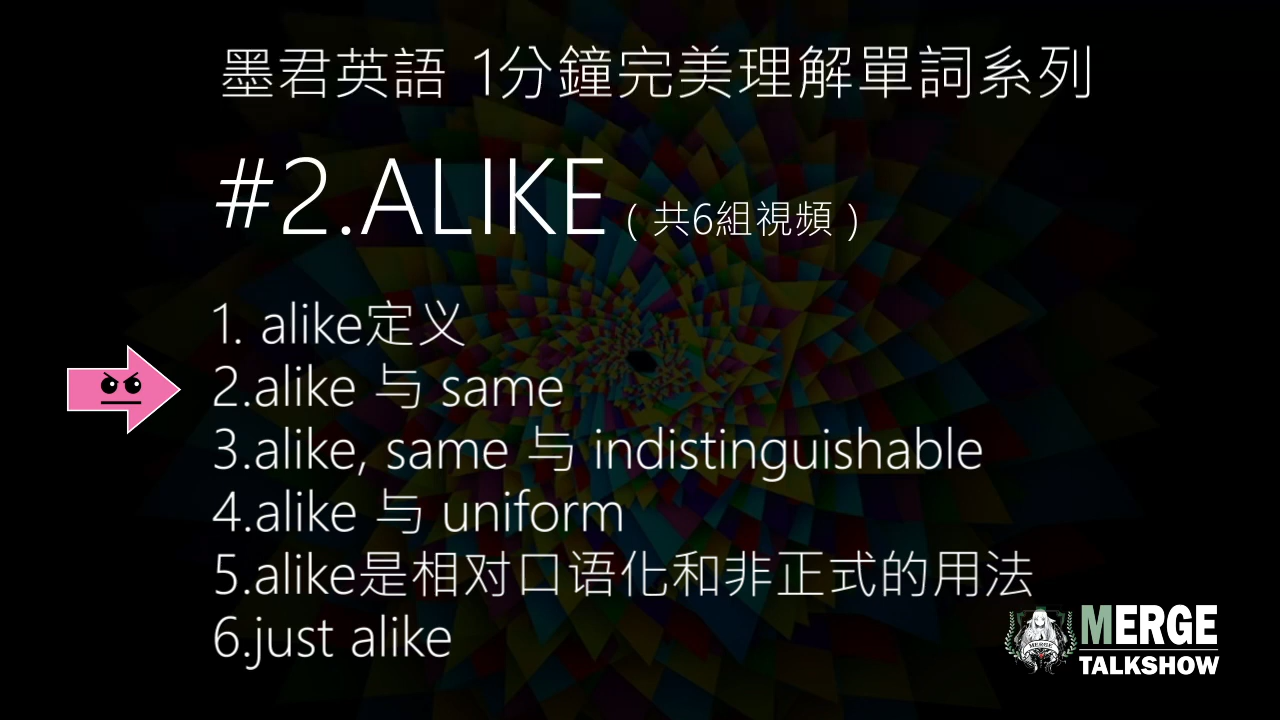 墨君英語 1分鐘完美理解單詞系列
#2.ALIKE（共6組視頻）
1. alike定义
2.alike 与 same
3.alike, same 与 indistinguishable
4.alike 与 uniform
5.alike是相对口语化和非正式的用法
6.just alike
MERGE
MERGE
TALKSHOW